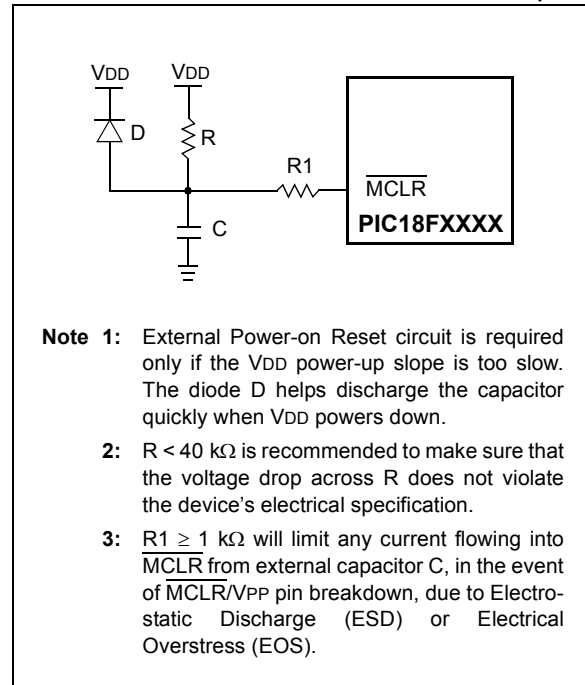 VDD VDD
D
R
R1
MCLR
PIC18FXXXX
C
Note 1: External Power-on Reset circuit is required
only if the VDD power-up slope is too slow.
The diode D helps discharge the capacitor
quickly when VDD powers down.
2: R < 40 kΩ is recommended to make sure that
the voltage drop across R does not violate
the device's electrical specification.
3: R1 ≥ 1 kΩ will limit any current flowing into
MCLR from external capacitor C, in the event
of MCLR/VPP pin breakdown, due to Electro-
static Discharge (ESD) or Electrical
Overstress (EOS).